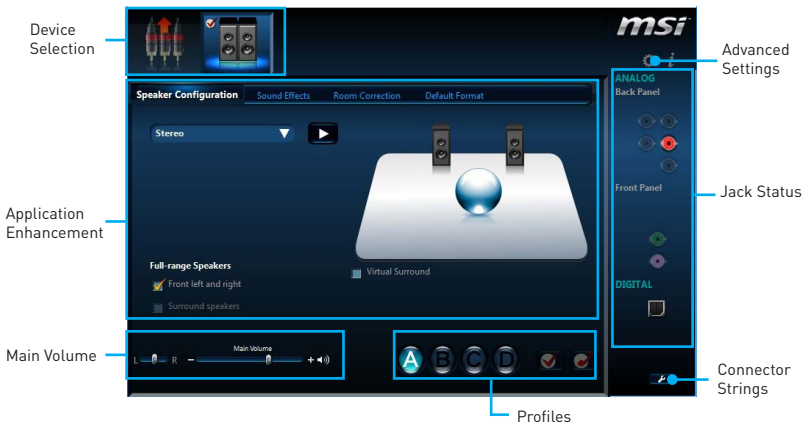 Device
Selection
msi
Advanced
Settings
ANALOG
Back Panel
Speaker Configuration
Sound Effects
Room Correction
Default Format
Stereo
Front Panel
Jack Status
Application
Enhancement
Full-range Speakers
Front left and right
Surround speakers
Virtual Surround
DIGITAL
Main Volume
Main Volume
L
R
- +
A B C D
Connector
Strings
Profiles